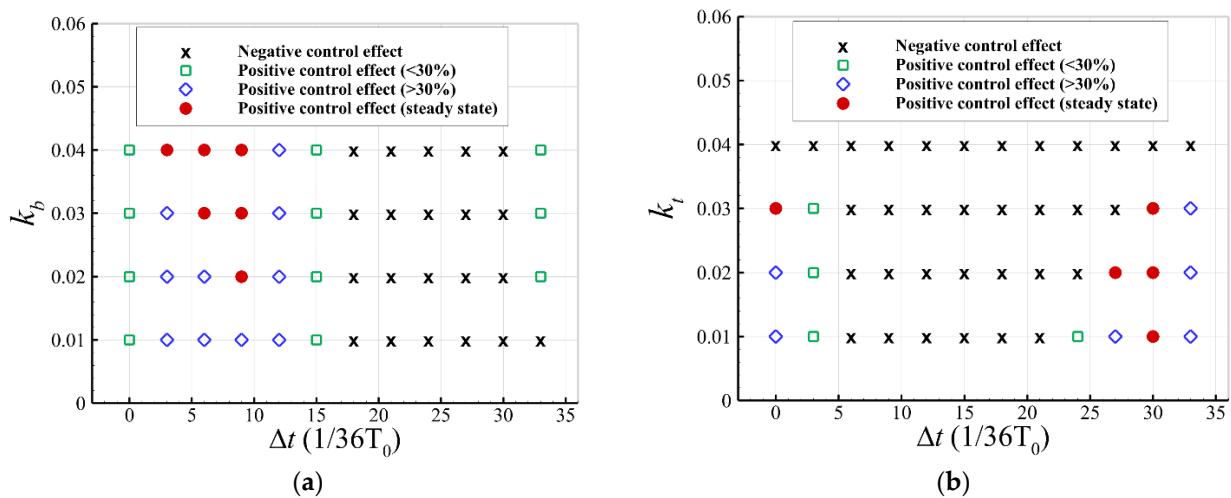 0.06
Negative control effect
Positive control effect (<30%)
Positive control effect (>30%)
Positive control effect (steady state)
0.05
0.04
0.03
0.02
0.01
0
k_b
0 5 10 15 20 25 30 35
Δt (1/36T_0)
(a)
0.06
Negative control effect
Positive control effect (<30%)
Positive control effect (>30%)
Positive control effect (steady state)
0.05
0.04
0.03
0.02
0.01
0
k_t
0 5 10 15 20 25 30 35
Δt (1/36T_0)
(b)